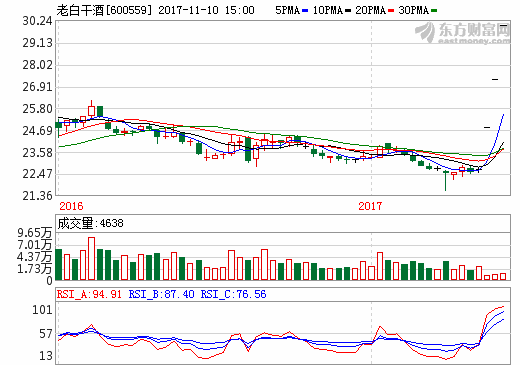 老白干酒[600559] 2017-11-10 15:00 5PMA 10PMA 20PMA 30PMA
东方财富网
eastmoney.com
30.24
29.13
28.02
26.91
25.80
24.69
23.58
22.47
21.36
2016 2017
成交量:4638
9.65万
7.01万
4.37万
1.73万
0
RSI_A:94.91 RSI_B:87.40 RSI_C:76.56
101
57
13